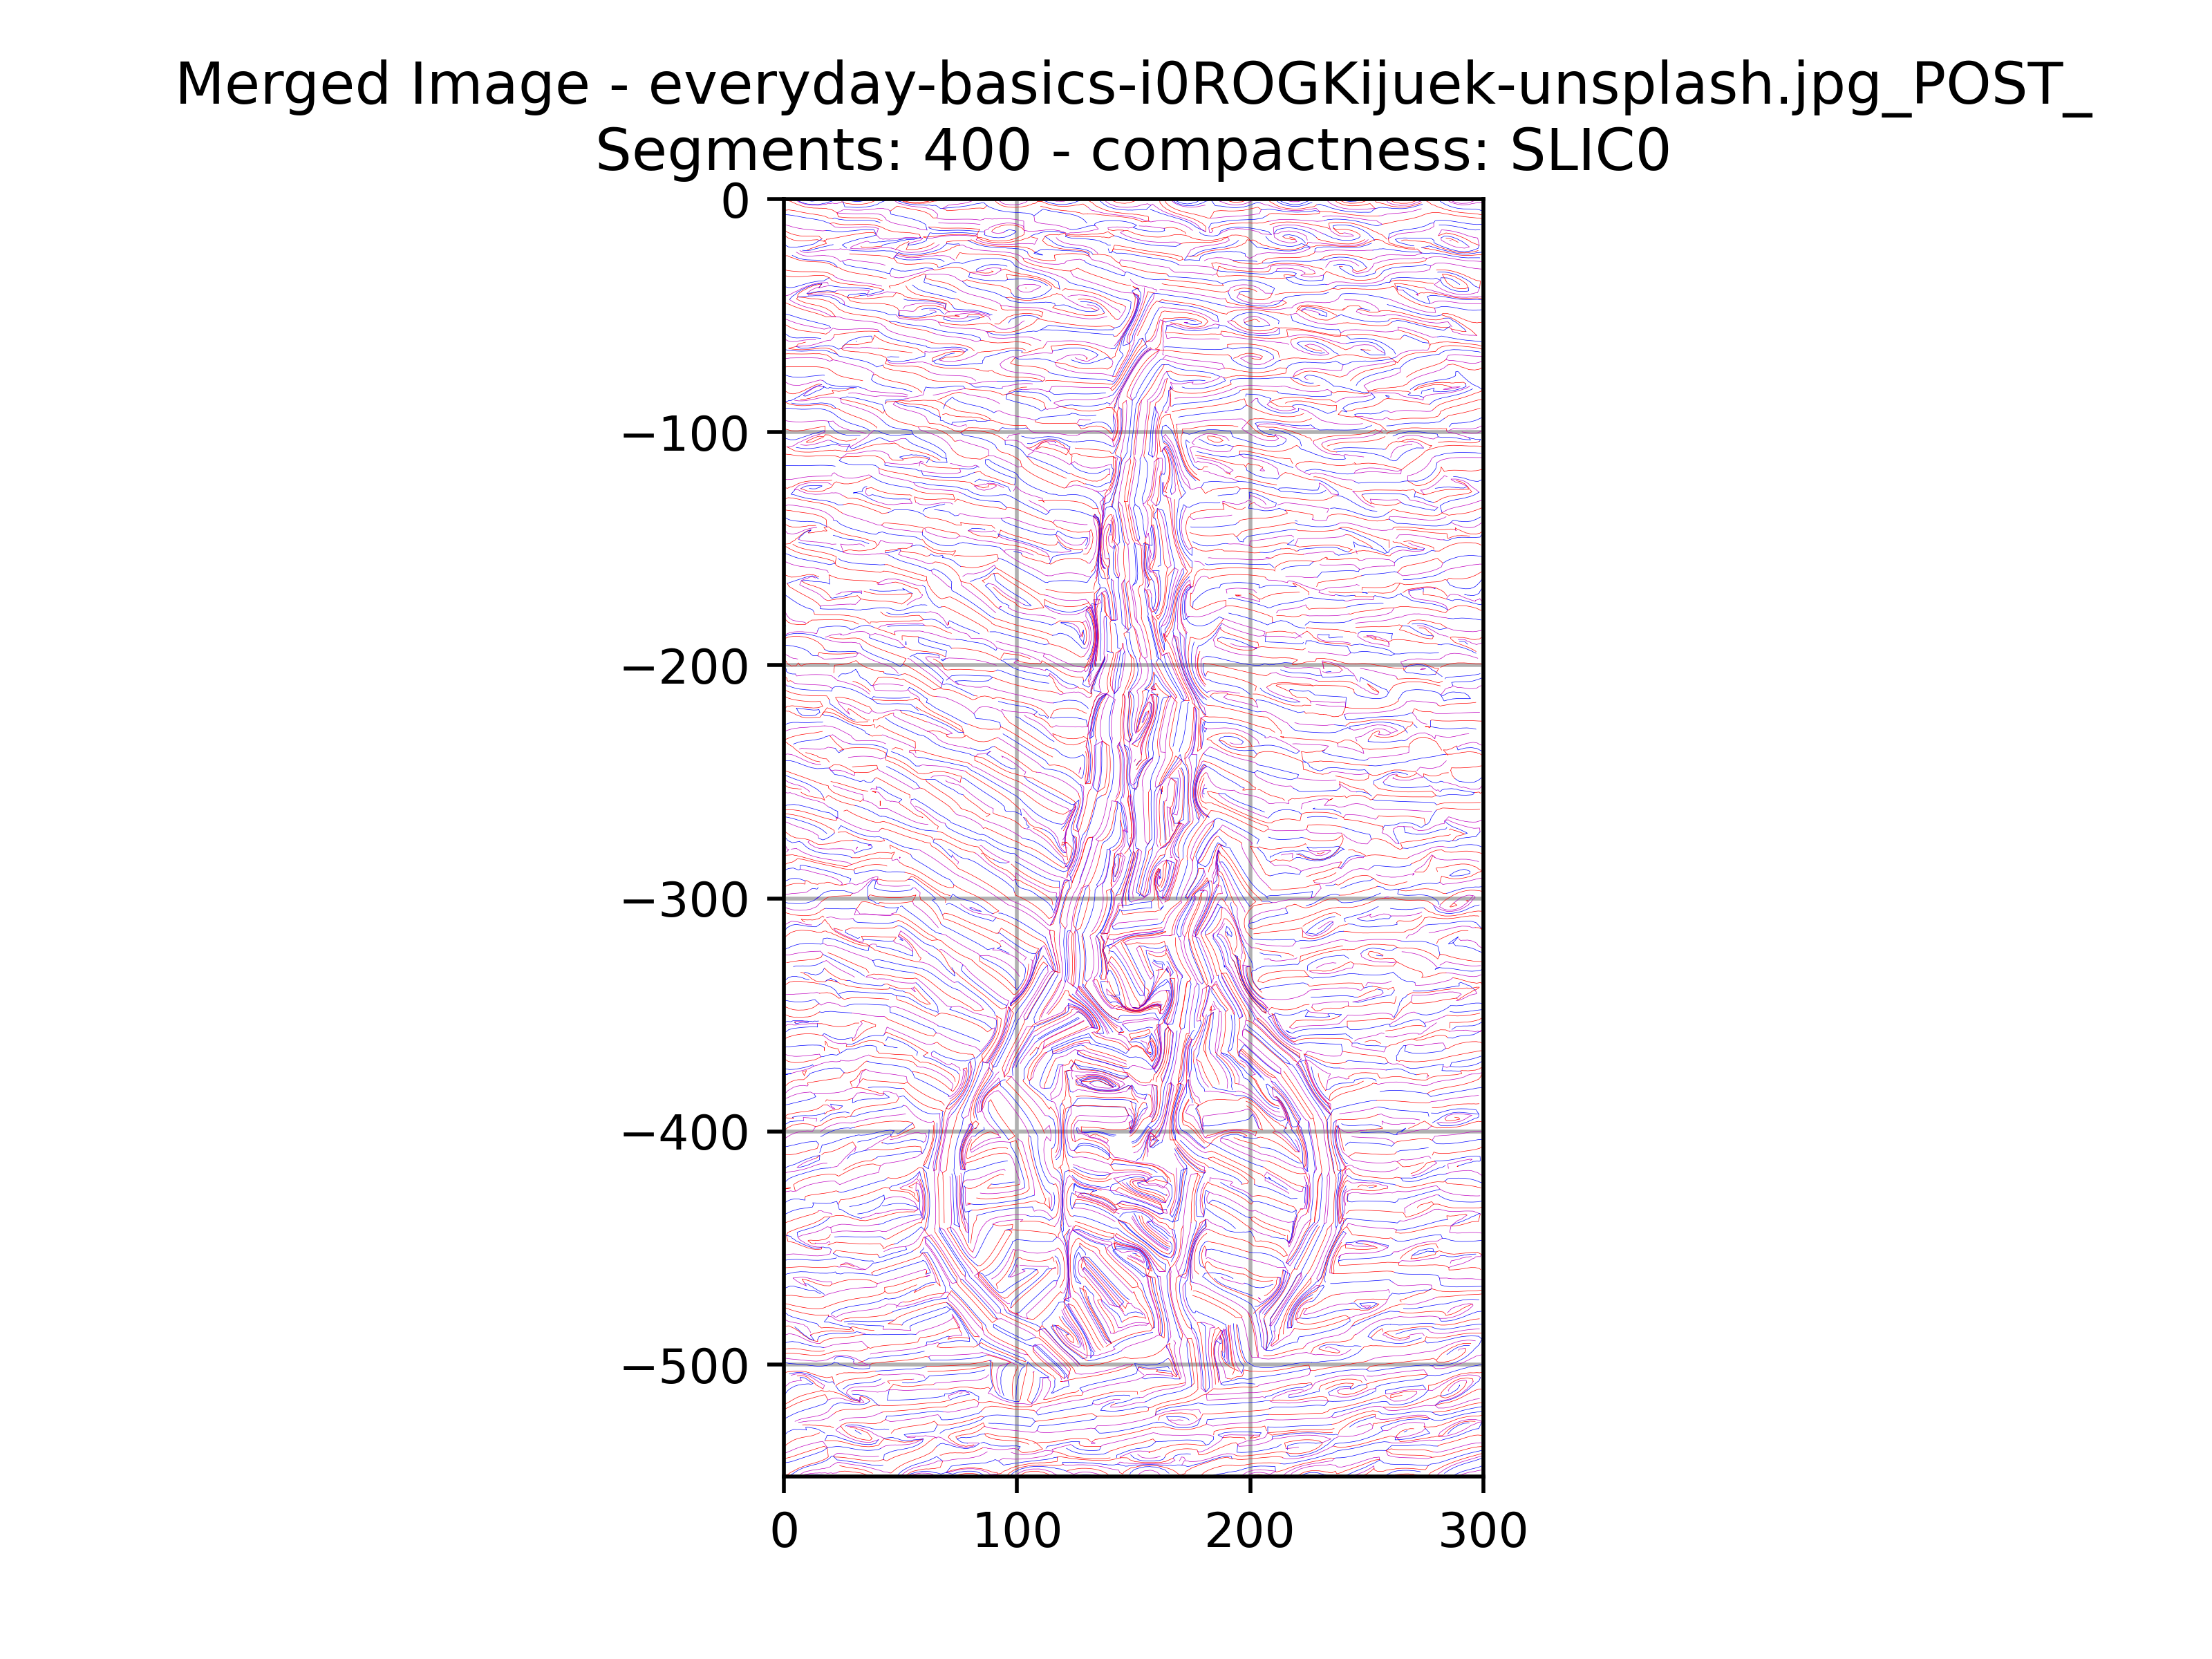 Merged Image - everyday-basics-i0ROGKijuek-unsplash.jpg_POST_
Segments: 400 - compactness: SLIC0
0
−100
−200
−300
−400
−500
0 100 200 300